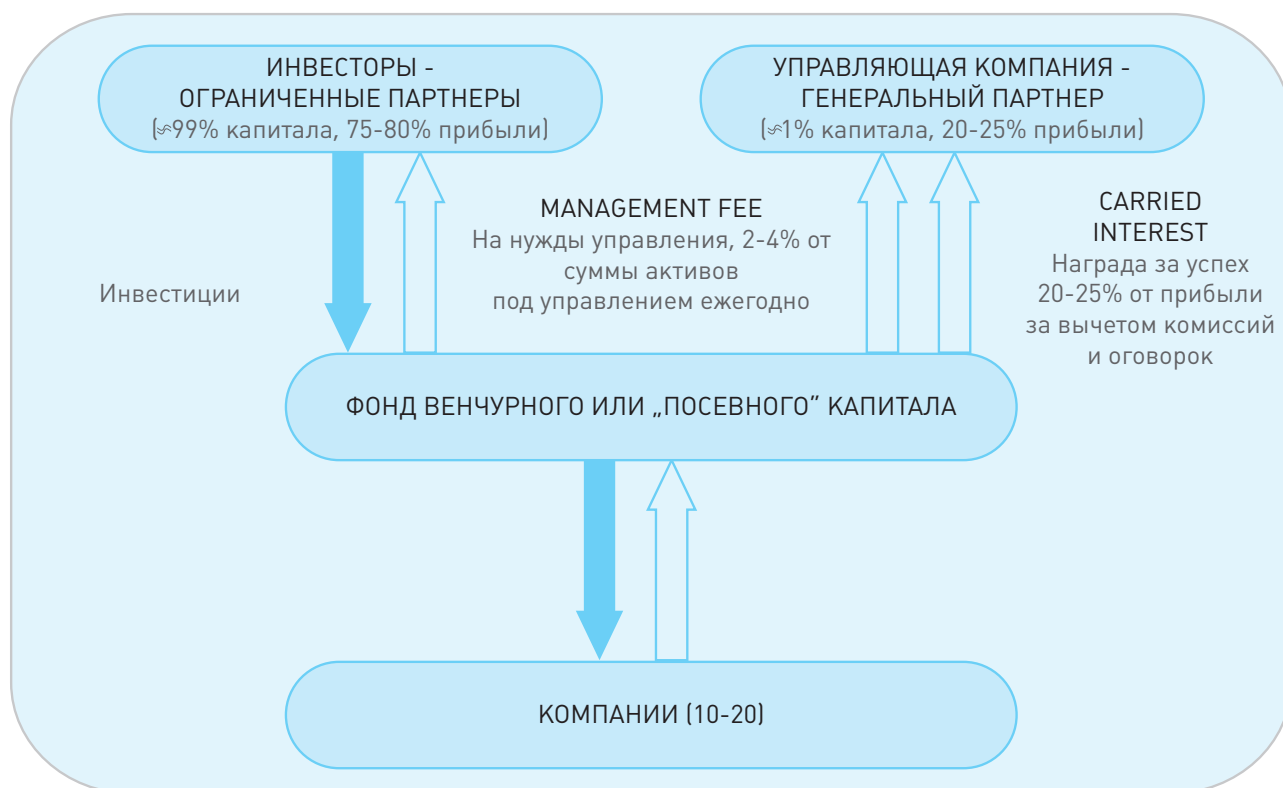 ИНВЕСТОРЫ -
ОГРАНИЧЕННЫЕ ПАРТНЕРЫ
(≈99% капитала, 75-80% прибыли)
УПРАВЛЯЮЩАЯ КОМПАНИЯ -
ГЕНЕРАЛЬНЫЙ ПАРТНЕР
(≈1% капитала, 20-25% прибыли)
Инвестиции
MANAGEMENT FEE
На нужды управления, 2-4% от
суммы активов
под управлением ежегодно
CARRIED
INTEREST
Награда за успех
20-25% от прибыли
за вычетом комиссий
и оговорок
ФОНД ВЕНЧУРНОГО ИЛИ „ПОСЕВНОГО” КАПИТАЛА
КОМПАНИИ (10-20)